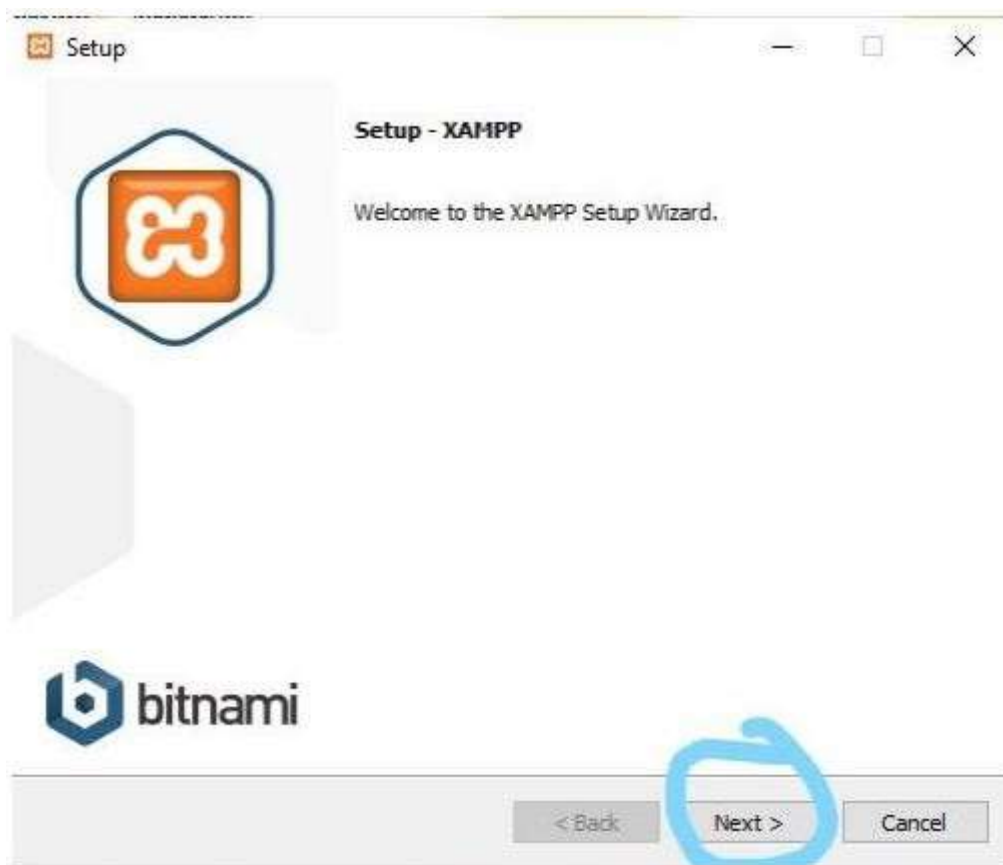 Setup
Setup - XAMPP
Welcome to the XAMPP Setup Wizard.
bitnami
< Back
Next >
Cancel